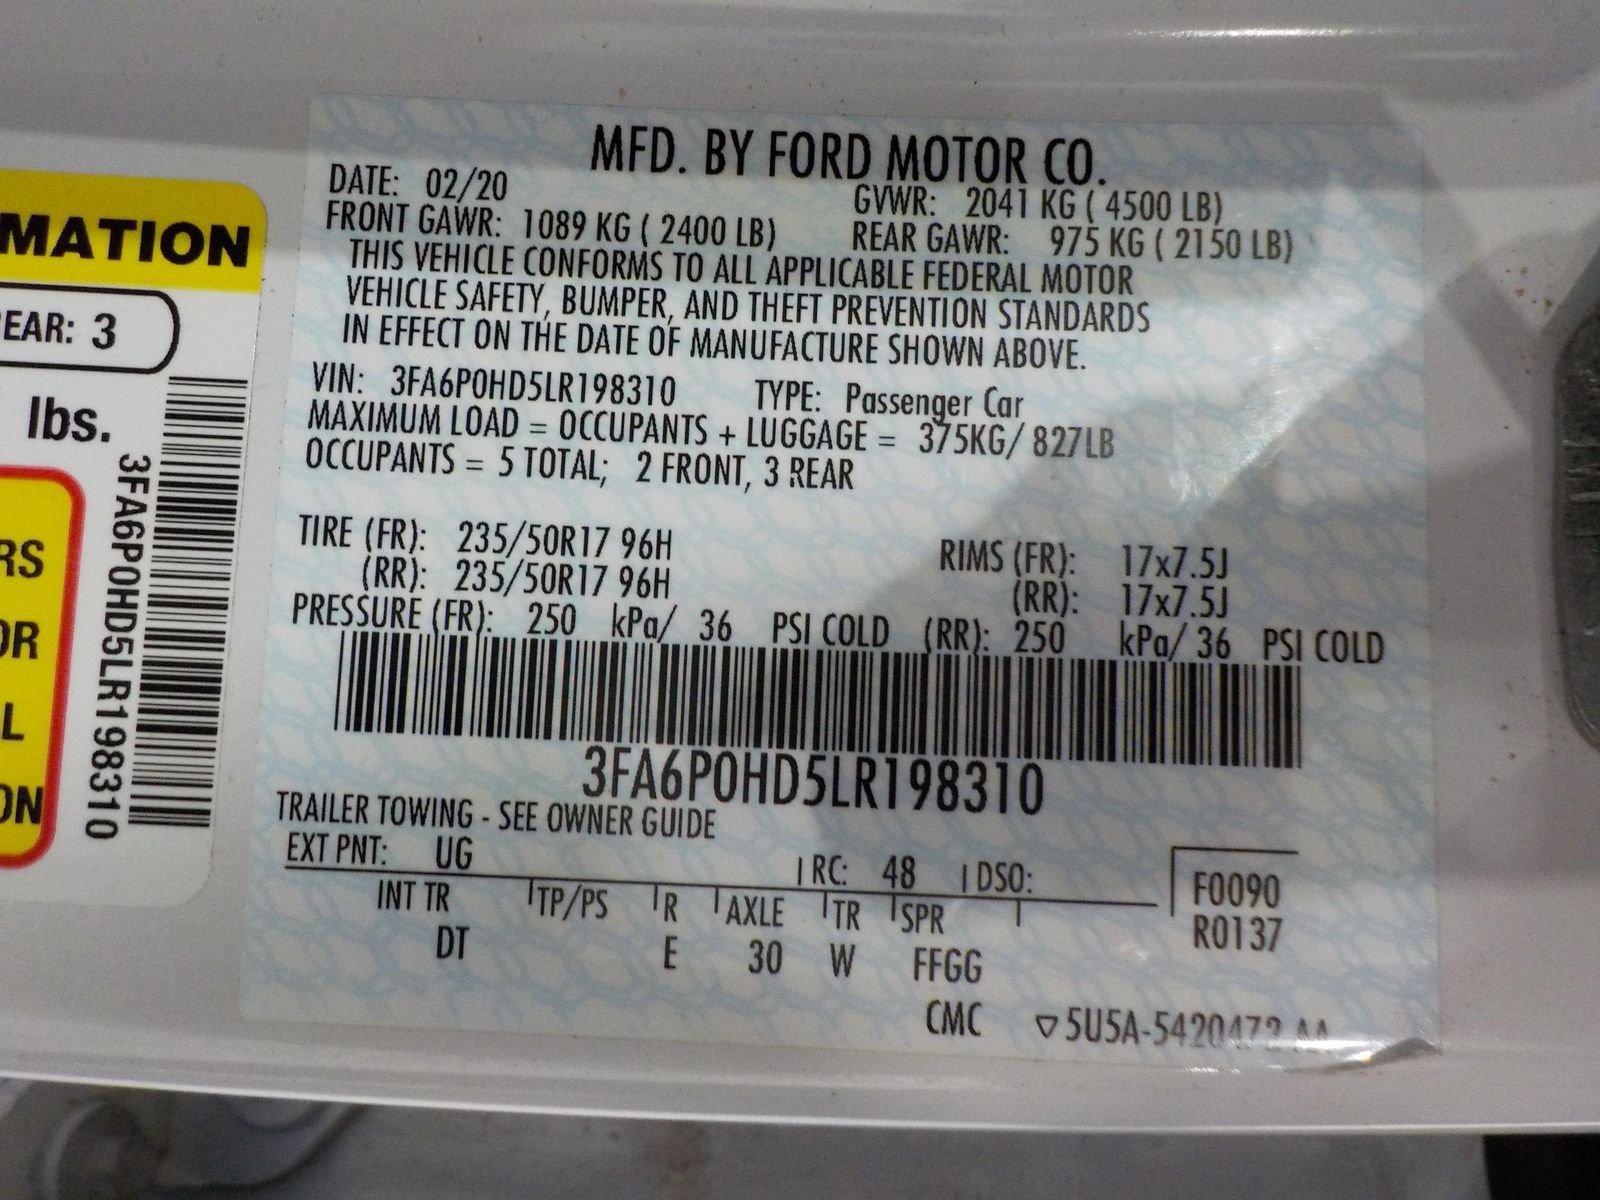 MATION
EAR: 3
lbs.
RS
OR
L
ON
3FA6P0HD5LR198310
MFD. BY FORD MOTOR CO.
DATE: 02/20 GVWR: 2041 KG ( 4500 LB)
FRONT GAWR: 1089 KG ( 2400 LB) REAR GAWR: 975 KG ( 2150 LB)
THIS VEHICLE CONFORMS TO ALL APPLICABLE FEDERAL MOTOR
VEHICLE SAFETY, BUMPER, AND THEFT PREVENTION STANDARDS
IN EFFECT ON THE DATE OF MANUFACTURE SHOWN ABOVE.
VIN: 3FA6P0HD5LR198310 TYPE: Passenger Car
MAXIMUM LOAD = OCCUPANTS + LUGGAGE = 375KG/ 827LB
OCCUPANTS = 5 TOTAL; 2 FRONT, 3 REAR
TIRE (FR): 235/50R17 96H RIMS (FR): 17x7.5J
(RR): 235/50R17 96H (RR): 17x7.5J
PRESSURE (FR): 250 kPa/ 36 PSI COLD (RR): 250 kPa/ 36 PSI COLD
3FA6P0HD5LR198310
TRAILER TOWING - SEE OWNER GUIDE
EXT PNT: UG RC: 48 DSO:
F0090
R0137
INT TR TP/PS R AXLE TR SPR
DT E 30 W FFGG
CMC ▽5U5A-5420472-AA